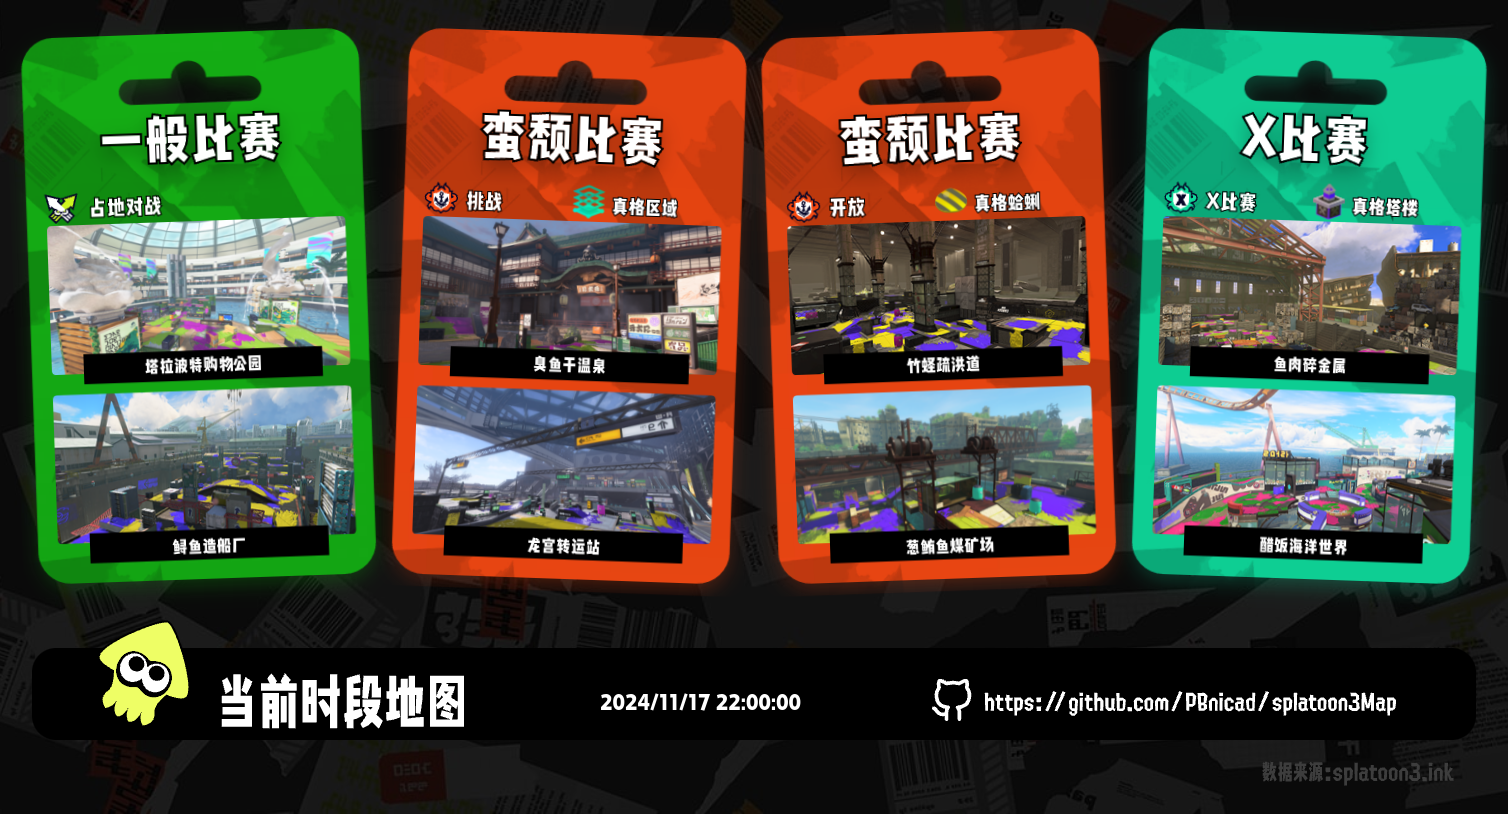 一般比赛
占地对战
塔拉波特购物公园
鲟鱼造船厂
蛮颓比赛
挑战
真格区域
臭鱼干温泉
龙宫转运站
蛮颓比赛
开放
真格蛤蜊
竹蛏疏洪道
葱鲔鱼煤矿场
X比赛
X比赛
真格塔楼
鱼肉碎金属
醋饭海洋世界
当前时段地图
2024/11/17 22:00:00
https://github.com/PBnicad/splatoon3Map
数据来源:splatoon3.ink